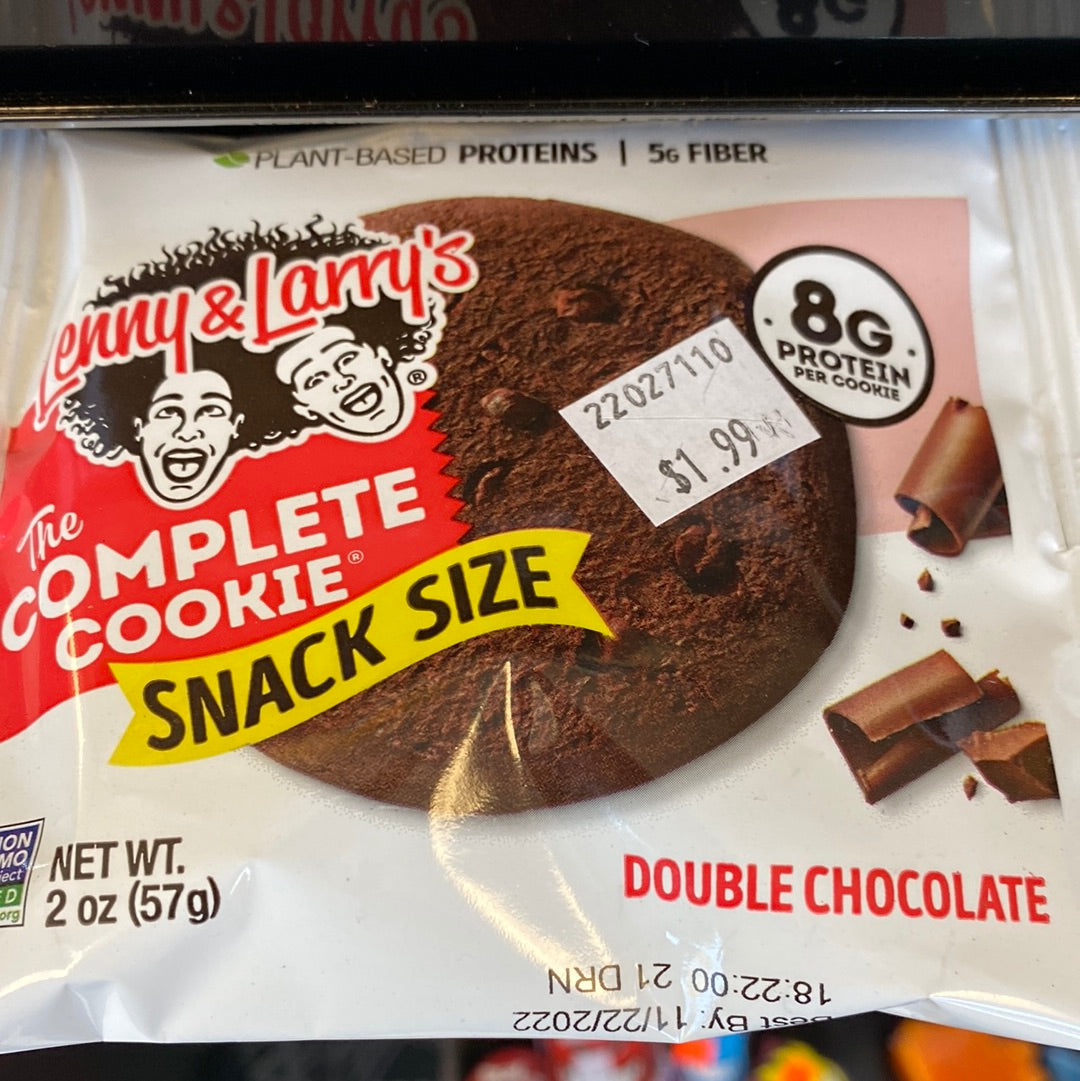 PLANT-BASED PROTEINS | 5G FIBER
Lenny & Larry's®
8G
PROTEIN
PER COOKIE
22027110
$1.99
The
COMPLETE
COOKIE®
SNACK SIZE
NET WT.
2 oz (57g)
DOUBLE CHOCOLATE
Best By: 11/22/2022
18:22:00 21 DRN